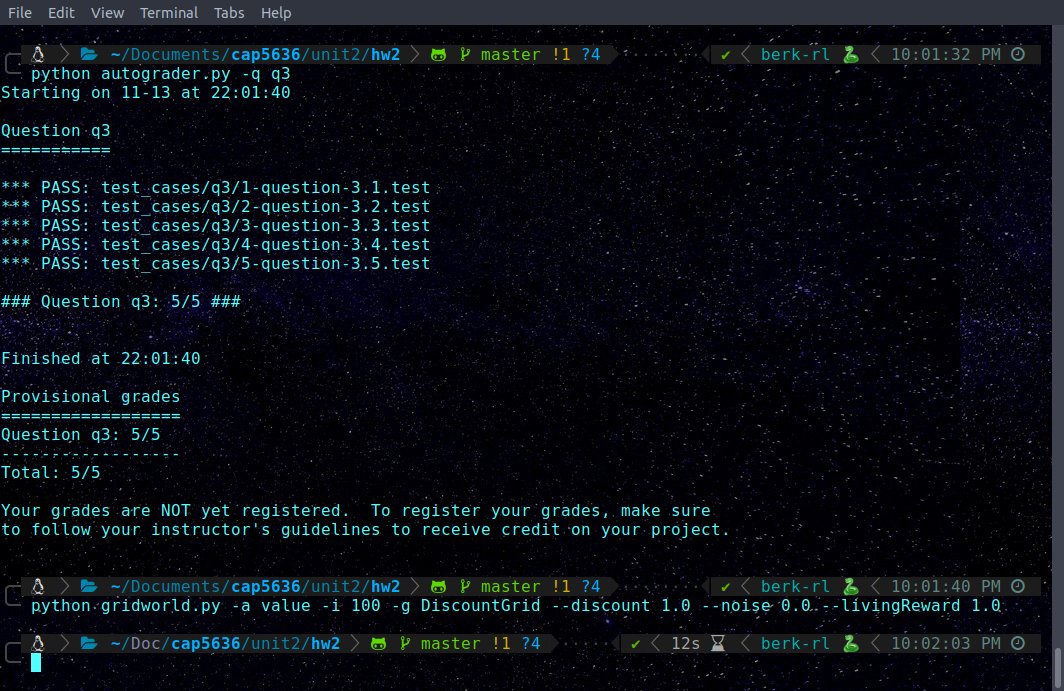 File Edit View Terminal Tabs Help
~/Documents/cap5636/unit2/hw2 master !1 ?4 ✔ berk-rl 10:01:32 PM
python autograder.py -q q3
Starting on 11-13 at 22:01:40
Question q3
===========
*** PASS: test_cases/q3/1-question-3.1.test
*** PASS: test_cases/q3/2-question-3.2.test
*** PASS: test_cases/q3/3-question-3.3.test
*** PASS: test_cases/q3/4-question-3.4.test
*** PASS: test_cases/q3/5-question-3.5.test
### Question q3: 5/5 ###
Finished at 22:01:40
Provisional grades
==================
Question q3: 5/5
------------------
Total: 5/5
Your grades are NOT yet registered.  To register your grades, make sure
to follow your instructor's guidelines to receive credit on your project.
~/Documents/cap5636/unit2/hw2 master !1 ?4 ✔ berk-rl 10:01:40 PM
python gridworld.py -a value -i 100 -g DiscountGrid --discount 1.0 --noise 0.0 --livingReward 1.0
~/Doc/cap5636/unit2/hw2 master !1 ?4 ✔ 12s berk-rl 10:02:03 PM